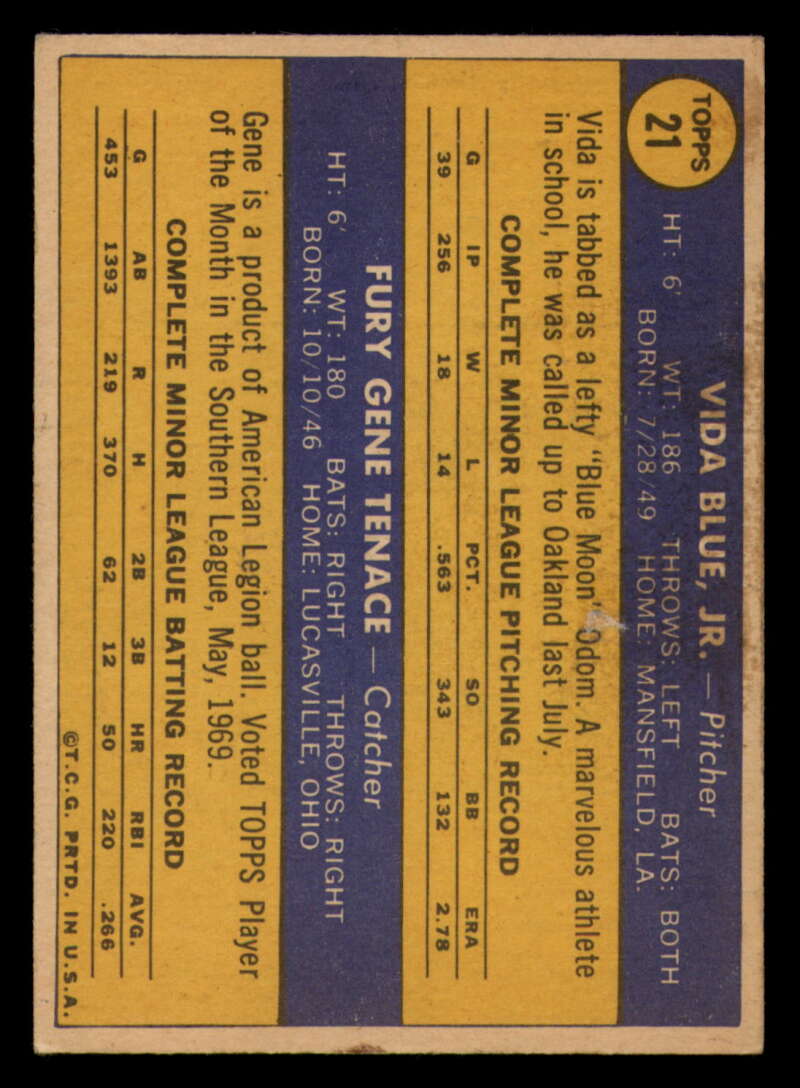 TOPPS
21
VIDA BLUE, JR. — Pitcher
HT: 6' WT: 186 THROWS: LEFT BATS: BOTH
BORN: 7/28/49 HOME: MANSFIELD, LA.
Vida is tabbed as a lefty "Blue Moon" Odom. A marvelous athlete
in school, he was called up to Oakland last July.
COMPLETE MINOR LEAGUE PITCHING RECORD
G IP W L PCT. SO BB ERA
39 256 18 14 .563 343 132 2.78
FURY GENE TENACE — Catcher
HT: 6' WT: 180 BATS: RIGHT THROWS: RIGHT
BORN: 10/10/46 HOME: LUCASVILLE, OHIO
Gene is a product of American Legion ball. Voted TOPPS Player
of the Month in the Southern League, May, 1969.
COMPLETE MINOR LEAGUE BATTING RECORD
G AB R H 2B 3B HR RBI AVG.
453 1393 219 370 62 12 50 220 .266
©T.C.G. PRTD. IN U.S.A.